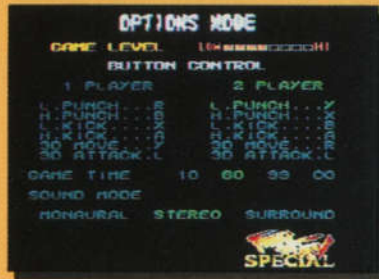 OPTIONS MODE
GAME LEVEL LOW HI
BUTTON CONTROL
1 PLAYER 2 PLAYER
L.PUNCH...R L.PUNCH...Y
H.PUNCH...B H.PUNCH...X
L.KICK....X L.KICK....B
H.KICK....A H.KICK....A
3D MOVE...Y 3D MOVE...R
3D ATTACK.L 3D ATTACK.L
GAME TIME 10 60 99 OO
SOUND MODE
MONAURAL STEREO SURROUND
SPECIAL